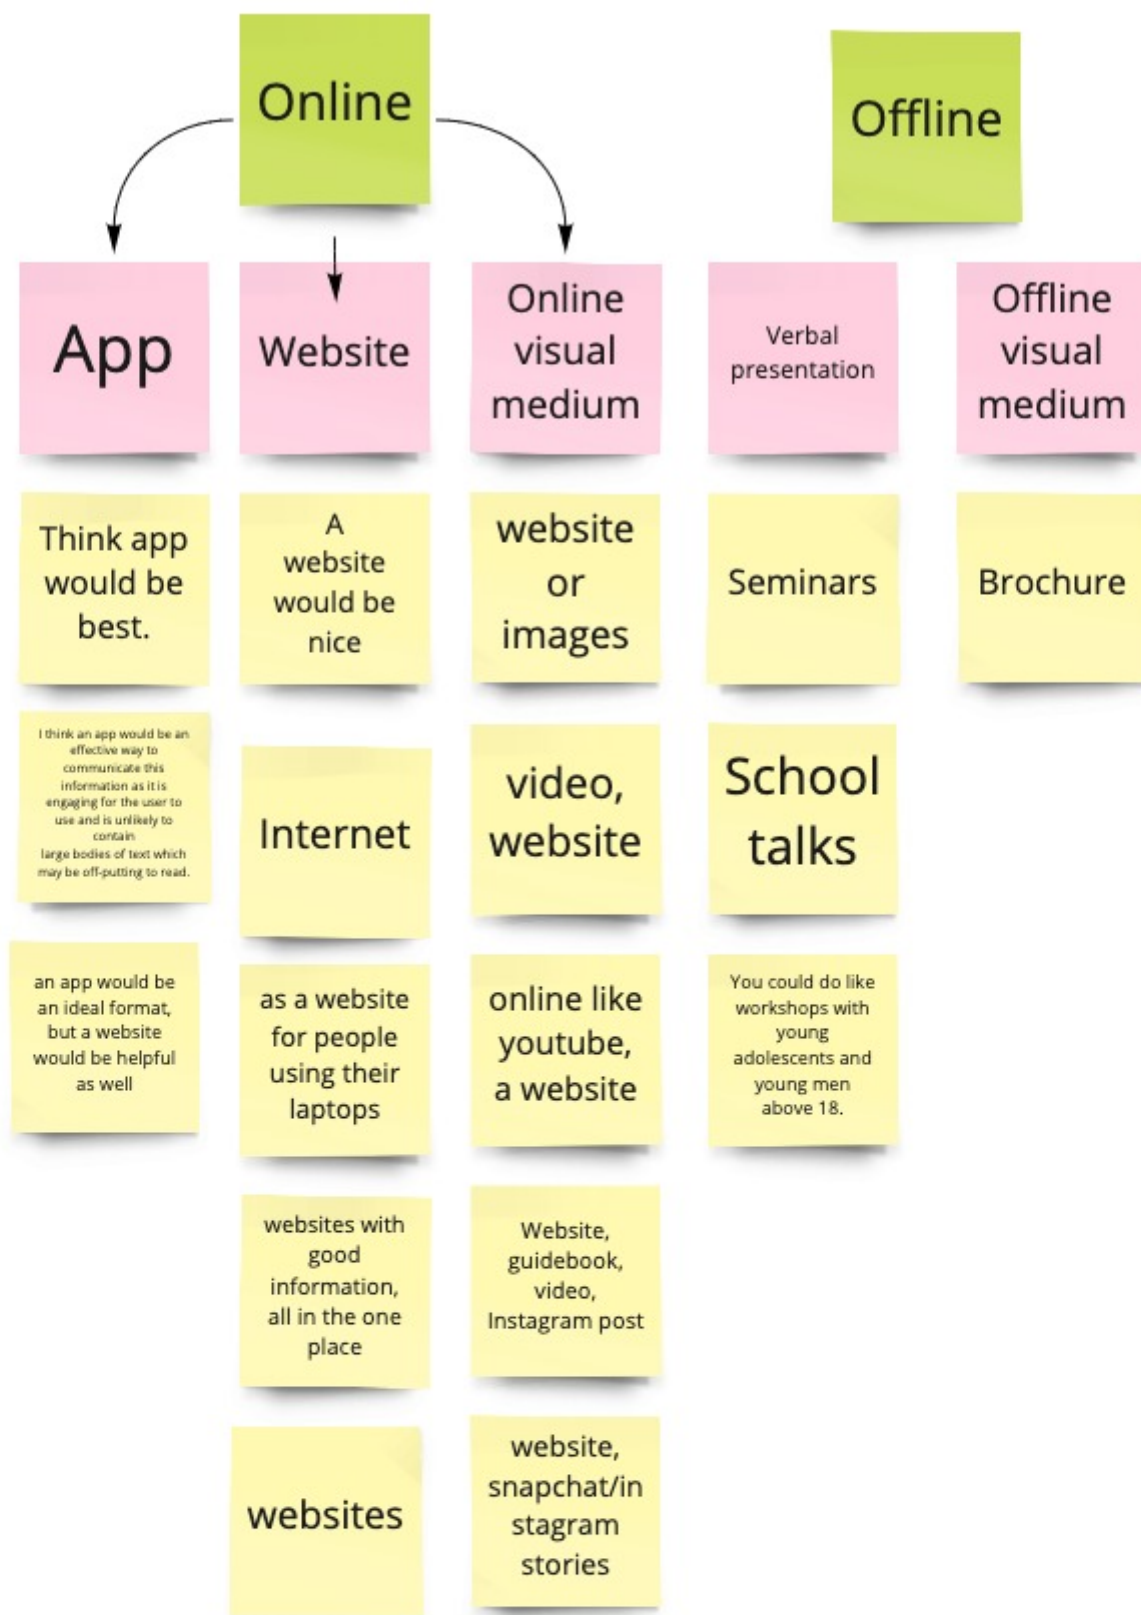 Online
Offline
App
Website
Online
visual
medium
Verbal
presentation
Offline
visual
medium
Think app
would be
best.
I think an app would be an
effective way to
communicate this
information as it is
engaging for the user to
use and is unlikely to
contain
large bodies of text which
may be off-putting to read.
an app would be
an ideal format,
but a website
would be helpful
as well
A
website
would be
nice
Internet
as a website
for people
using their
laptops
websites with
good
information,
all in the one
place
websites
website
or
images
video,
website
online like
youtube,
a website
Website,
guidebook,
video,
Instagram post
website,
snapchat/in
stagram
stories
Seminars
School
talks
You could do like
workshops with
young
adolescents and
young men
above 18.
Brochure